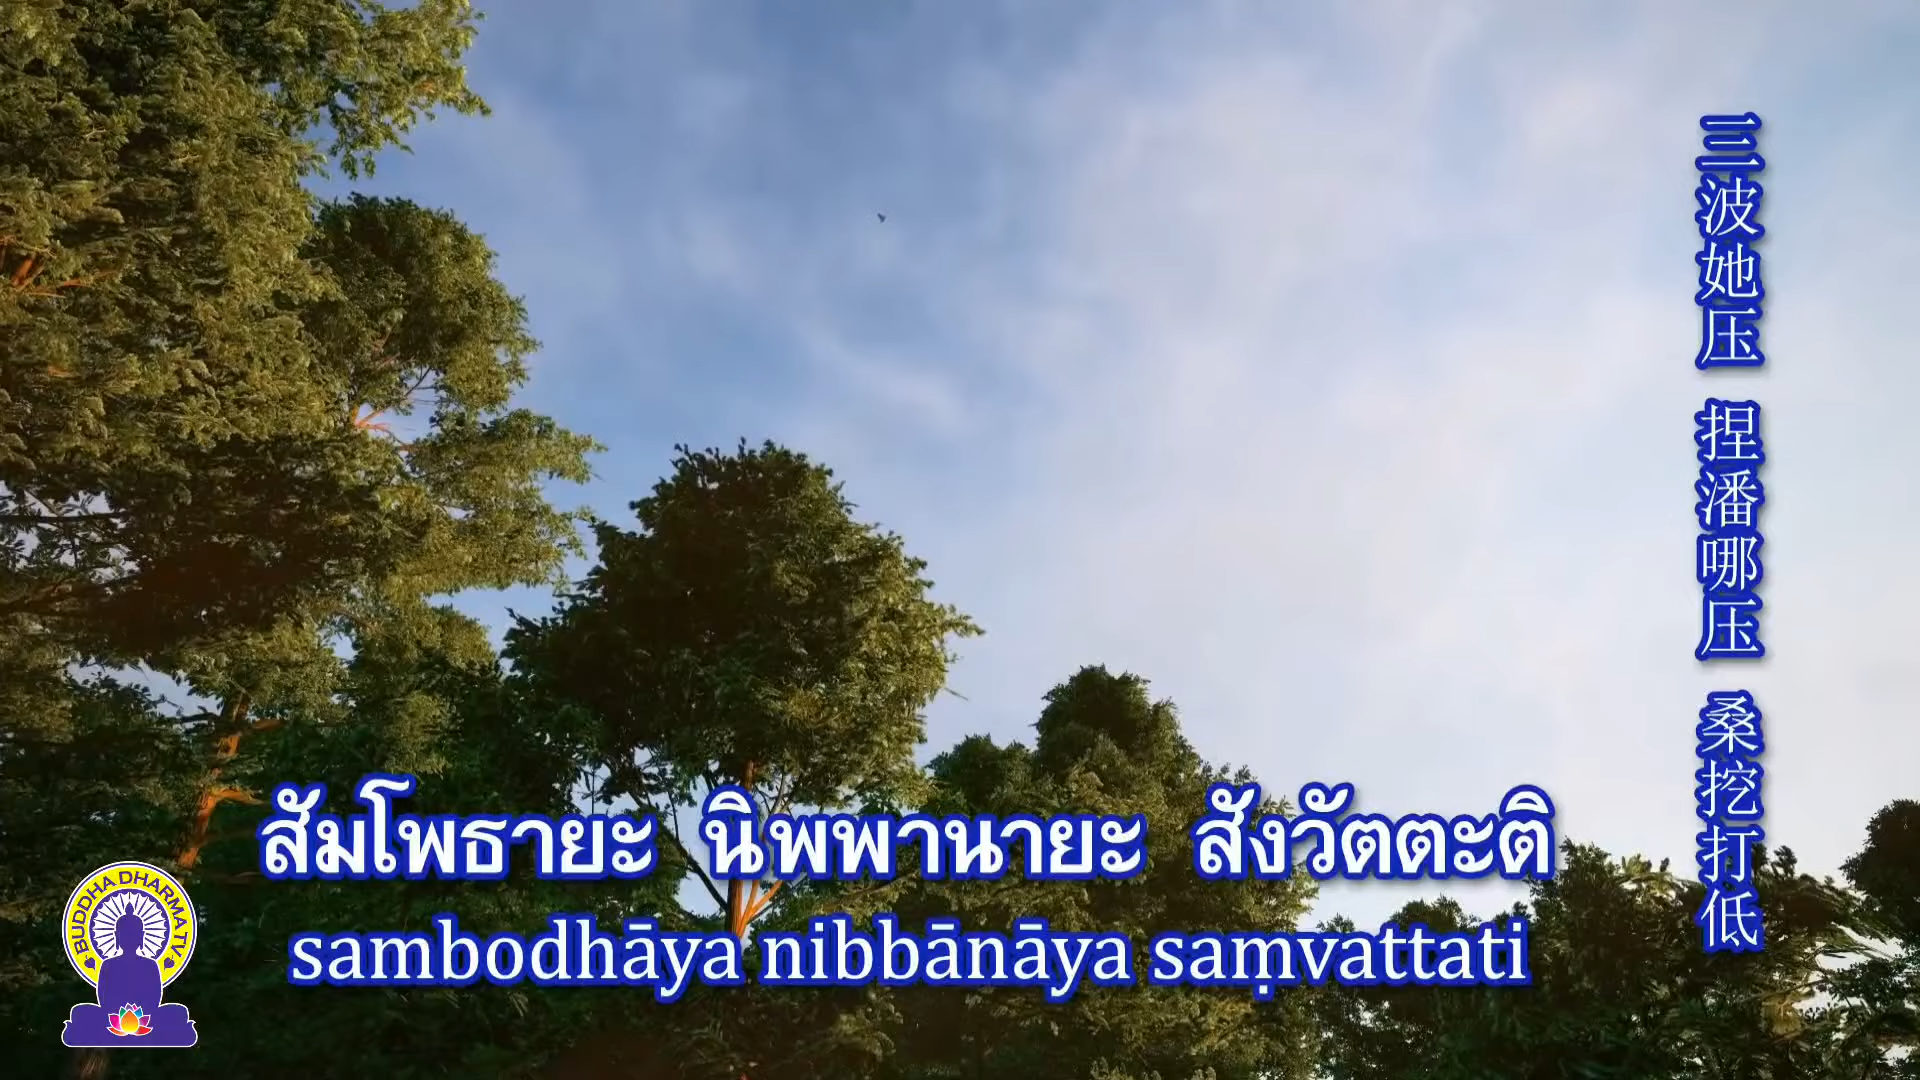 三波她压 捏潘哪压 桑挖打低
สัมโพธายะ นิพพานายะ สังวัตตะติ
sambodhāya nibbānāya saṃvattati
BUDDHA DHARMA TV